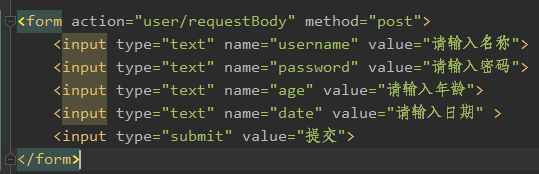 <form action="user/requestBody" method="post">
<input type="text" name="username" value="请输入名称">
<input type="text" name="password" value="请输入密码">
<input type="text" name="age" value="请输入年龄">
<input type="text" name="date" value="请输入日期" >
<input type="submit" value="提交">
</form>